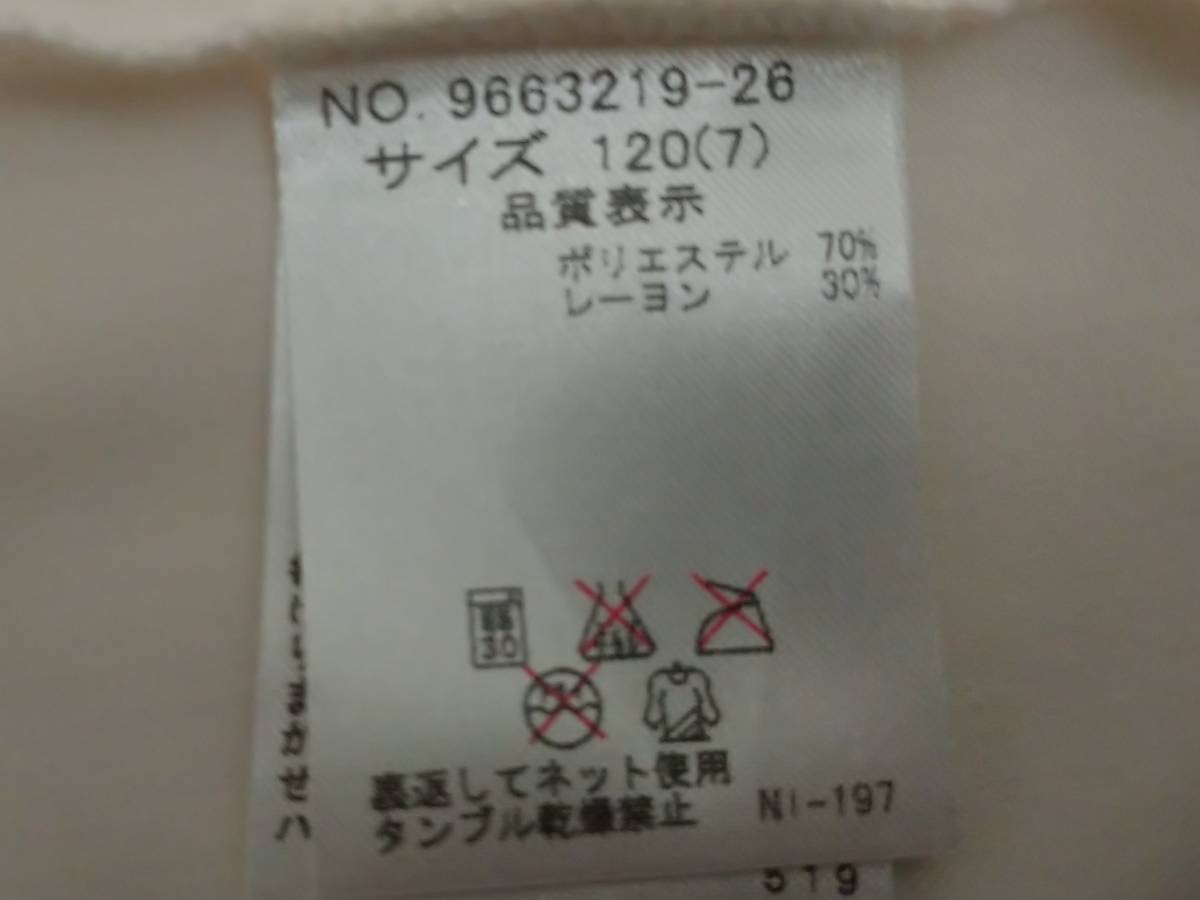 NO. 9663219-26
サイズ 120(7)
品質表示
ポリエステル 70%
レーヨン 30%
30
裏返してネット使用
タンブル乾燥禁止
NI-197
519